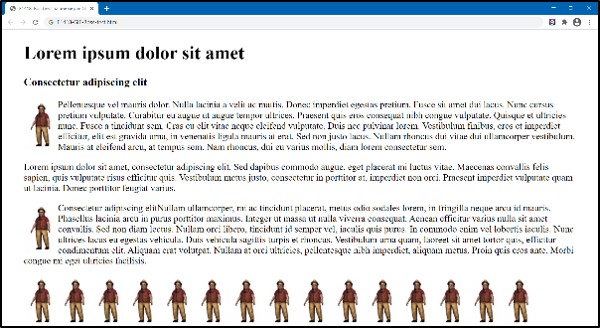 Lorem ipsum dolor sit amet
Consectetur adipiscing elit
Pellentesque vel mauris dolor. Nulla lacinia a velit ac mattis. Donec imperdiet egestas pretium. Fusce sit amet dui lacus. Nunc cursus
pretium vulputate. Curabitur eu augue ut augue tempor ultrices. Praesent quis eros consequat nibh congue vulputate. Quisque et ultricies
nunc. Fusce a tincidunt sem. Cras eu elit vitae neque eleifend vulputate. Duis nec pulvinar lorem. Vestibulum finibus, eros et imperdiet
efficitur, elit est gravida urna, in venenatis ligula mauris at erat. Sed non justo lacus. Nullam rhoncus dui vitae dui ullamcorper vestibulum.
Mauris at facilisis arcu, at tempus sem. Nam rhoncus, dui eu varius mollis, diam lorem consectetur sem.
Lorem ipsum dolor sit amet, consectetur adipiscing elit. Sed dapibus commodo augue, eget placerat mi luctus vitae. Maecenas convallis felis
sapien, quis vulputate risus efficitur quis. Vestibulum metus justo, consectetur in porttitor at, imperdiet non orci. Praesent imperdiet vulputate quam
ut lacinia. Donec porttitor feugiat varius.
Consectetur adipiscing elitNullam ullamcorper, mi ac tincidunt placerat, metus odio sodales lorem, in fringilla neque arcu id mauris.
Phasellus lacinia arcu in purus porttitor maximus. Integer ut massa ut nulla viverra consequat. Aenean efficitur varius nulla sit amet
convallis. Sed non diam lectus. Nullam orci libero, tincidunt id semper vel, iaculis quis purus. In commodo enim vel lobortis iaculis. Nunc
ultrices lacus eu egestas vehicula. Duis vehicula sagittis turpis et rhoncus. Vestibulum urna quam, laoreet sit amet tortor quis, efficitur
condimentum elit. Aliquam erat volutpat. Nullam at orci ultricies, pellentesque nibh imperdiet, aliquam metus. Proin quis eros ante. Morbi
congue mi eget ultricies facilisis.